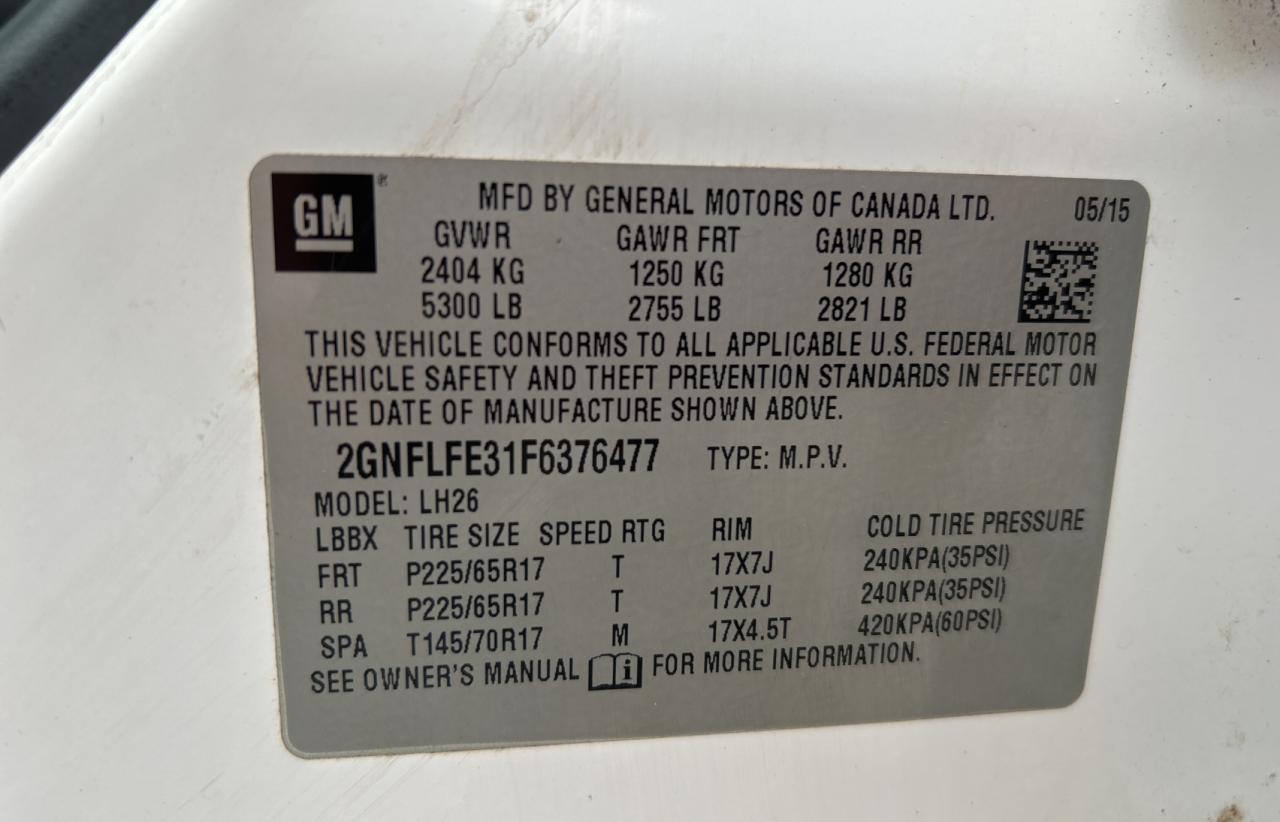 GM ®
MFD BY GENERAL MOTORS OF CANADA LTD. 05/15
GVWR GAWR FRT GAWR RR
2404 KG 1250 KG 1280 KG
5300 LB 2755 LB 2821 LB
THIS VEHICLE CONFORMS TO ALL APPLICABLE U.S. FEDERAL MOTOR
VEHICLE SAFETY AND THEFT PREVENTION STANDARDS IN EFFECT ON
THE DATE OF MANUFACTURE SHOWN ABOVE.
2GNFLFE31F6376477 TYPE: M.P.V.
MODEL: LH26
LBBX TIRE SIZE SPEED RTG RIM COLD TIRE PRESSURE
FRT P225/65R17 T 17X7J 240KPA(35PSI)
RR P225/65R17 T 17X7J 240KPA(35PSI)
SPA T145/70R17 M 17X4.5T 420KPA(60PSI)
SEE OWNER'S MANUAL i FOR MORE INFORMATION.